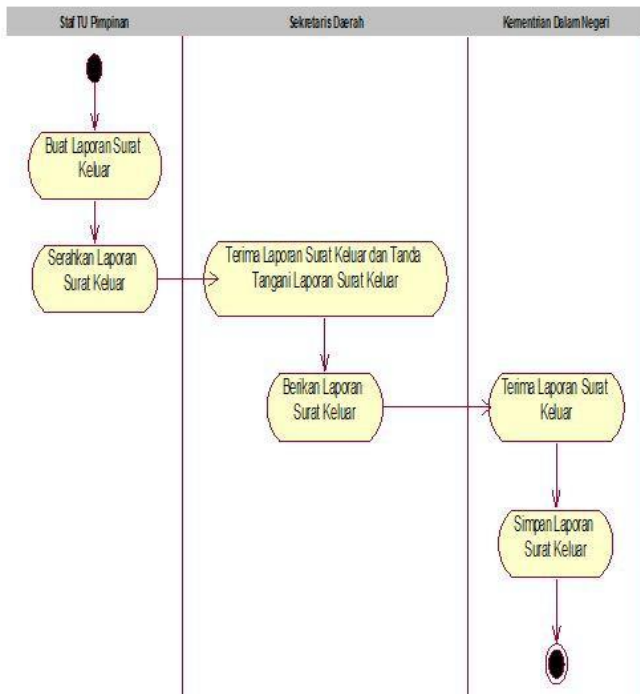 Staf TU Pimpinan
Sekretaris Daerah
Kementrian Dalam Negeri
Buat Laporan Surat
Keluar
Serahkan Laporan
Surat Keluar
Terima Laporan Surat Keluar dan Tanda
Tangani Laporan Surat Keluar
Berikan Laporan
Surat Keluar
Terima Laporan Surat
Keluar
Simpan Laporan
Surat Keluar